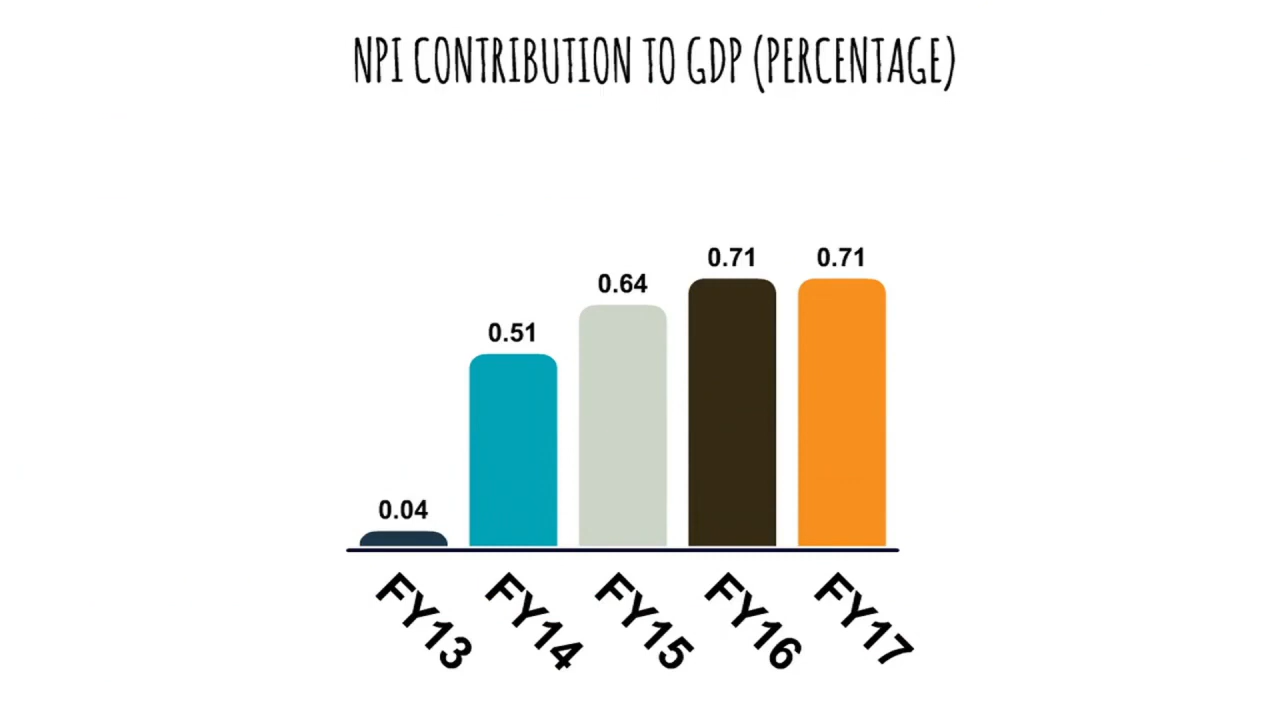 NPI CONTRIBUTION TO GDP (PERCENTAGE)
0.04
0.51
0.64
0.71
0.71
FY13
FY14
FY15
FY16
FY17